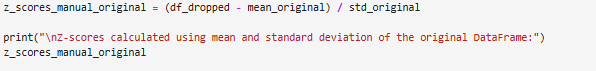 z_scores_manual_original = (df_dropped - mean_original) / std_original
print("\nZ-scores calculated using mean and standard deviation of the original DataFrame:")
z_scores_manual_original